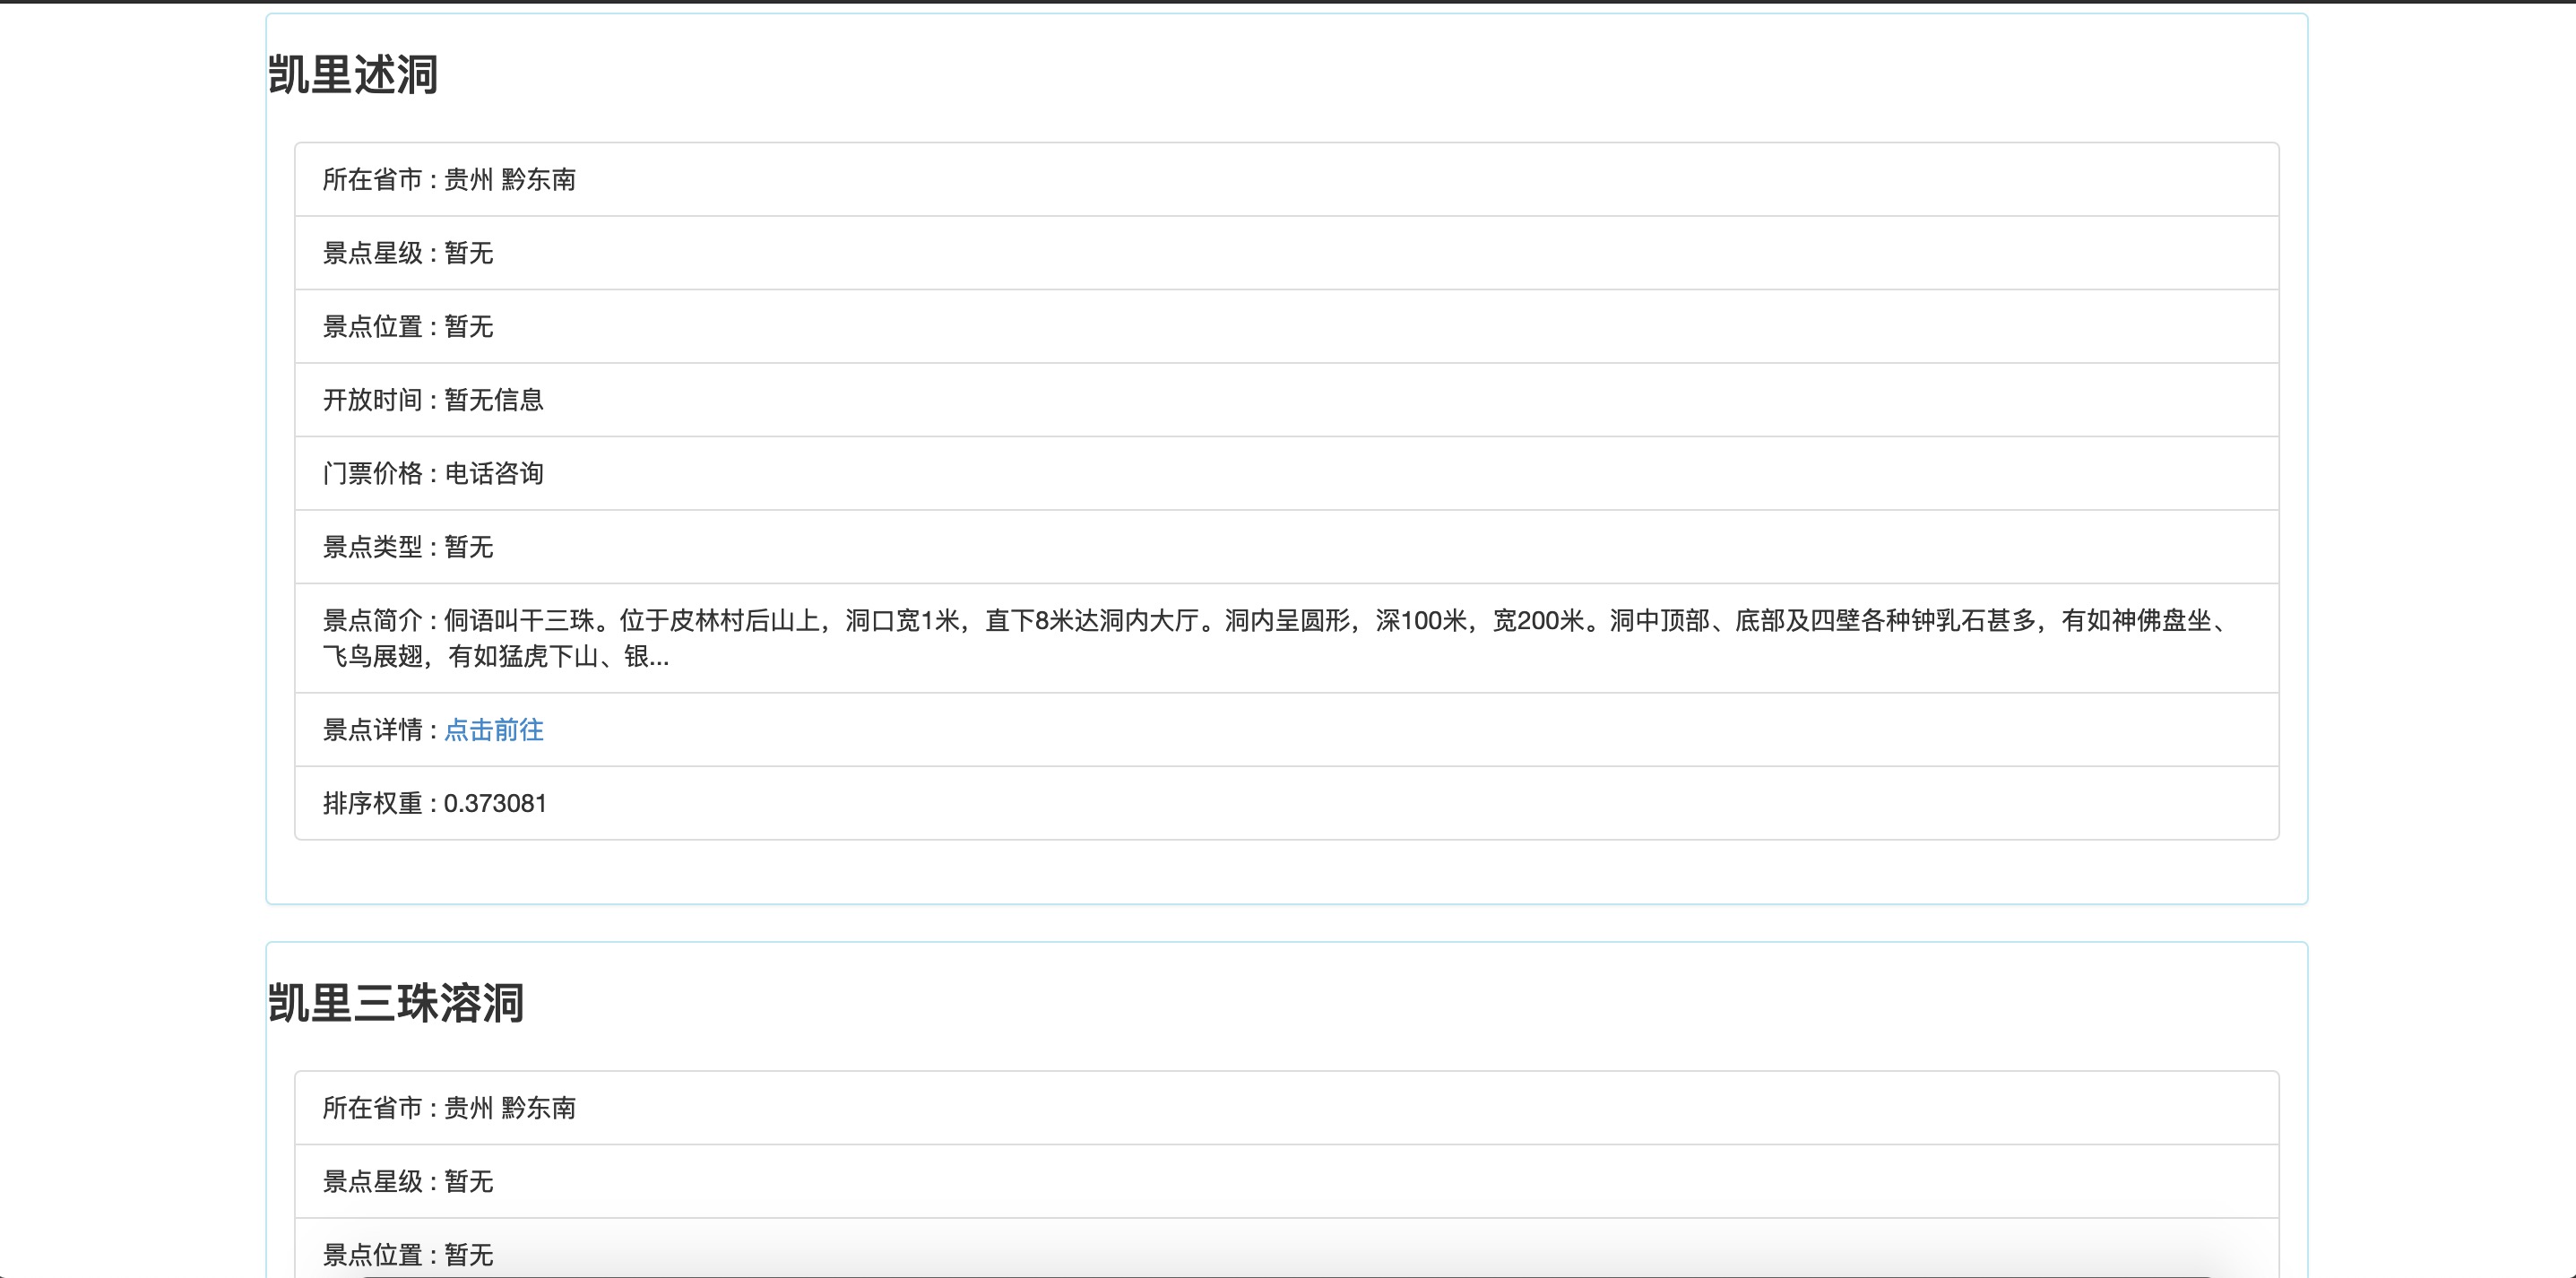 凯里述洞
所在省市 : 贵州 黔东南
景点星级 : 暂无
景点位置 : 暂无
开放时间 : 暂无信息
门票价格 : 电话咨询
景点类型 : 暂无
景点简介 : 侗语叫干三珠。位于皮林村后山上，洞口宽1米，直下8米达洞内大厅。洞内呈圆形，深100米，宽200米。洞中顶部、底部及四壁各种钟乳石甚多，有如神佛盘坐、
飞鸟展翅，有如猛虎下山、银...
景点详情 : 点击前往
排序权重 : 0.373081
凯里三珠溶洞
所在省市 : 贵州 黔东南
景点星级 : 暂无
景点位置 : 暂无